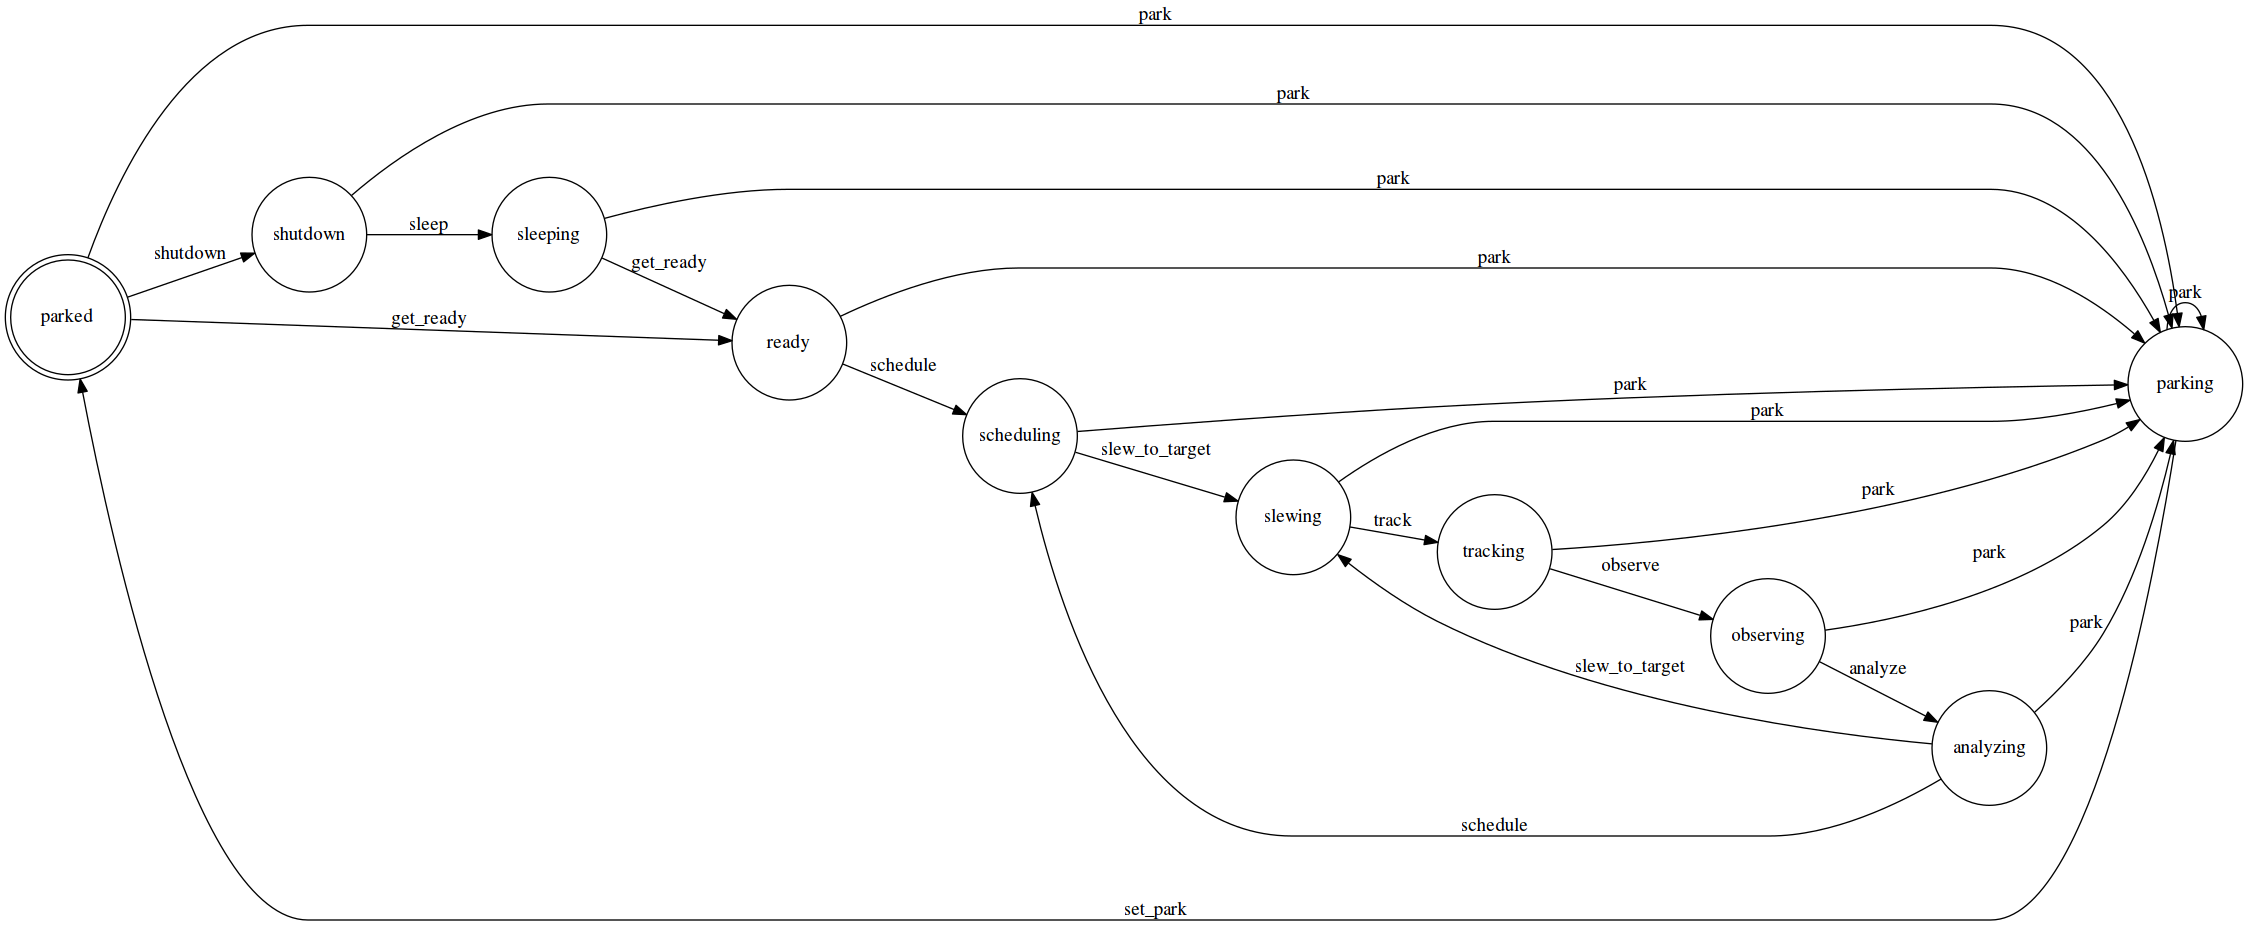 park
park
park
shutdown
sleep
sleeping
shutdown
get_ready
park
park
parked
get_ready
ready
schedule
park
parking
park
scheduling
slew_to_target
park
slewing
track
tracking
observe
park
park
observing
slew_to_target
analyze
analyzing
schedule
set_park